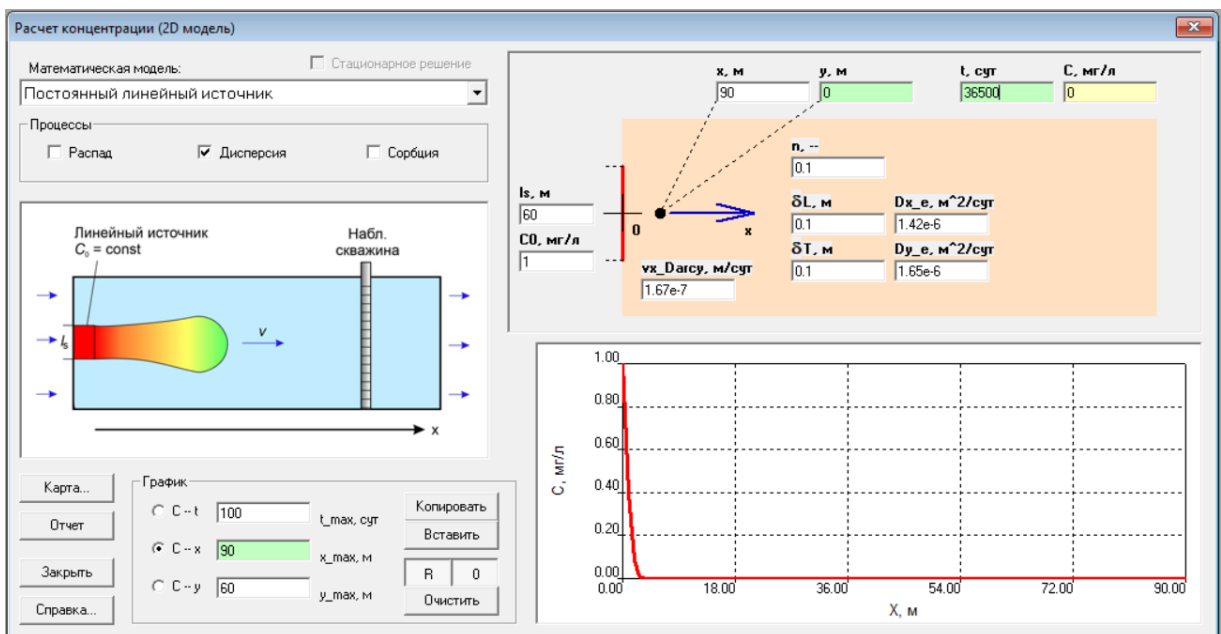 Расчет концентрации (2D модель)
Математическая модель:
Стационарное решение
Постоянный линейный источник
Процессы
Распад
Дисперсия
Сорбция
Линейный источник
C₀ = const
Набл.
скважина
lₛ
v
x
Карта...
Отчет
Закрыть
Справка...
График
C -- t
100
t_max, сут
C -- x
90
x_max, м
C -- y
60
y_max, м
Копировать
Вставить
R 0
Очистить
x, м
90
y, м
0
t, сут
36500
C, мг/л
0
n, --
0.1
ls, м
60
δL, м
0.1
Dx_e, м^2/сут
1.42e-6
0
x
C0, мг/л
1
δT, м
0.1
Dy_e, м^2/сут
1.65e-6
vx_Darcy, м/сут
1.67e-7
1.00
0.80
0.60
0.40
0.20
0.00
C, мг/л
0.00 18.00 36.00 54.00 72.00 90.00
X, м